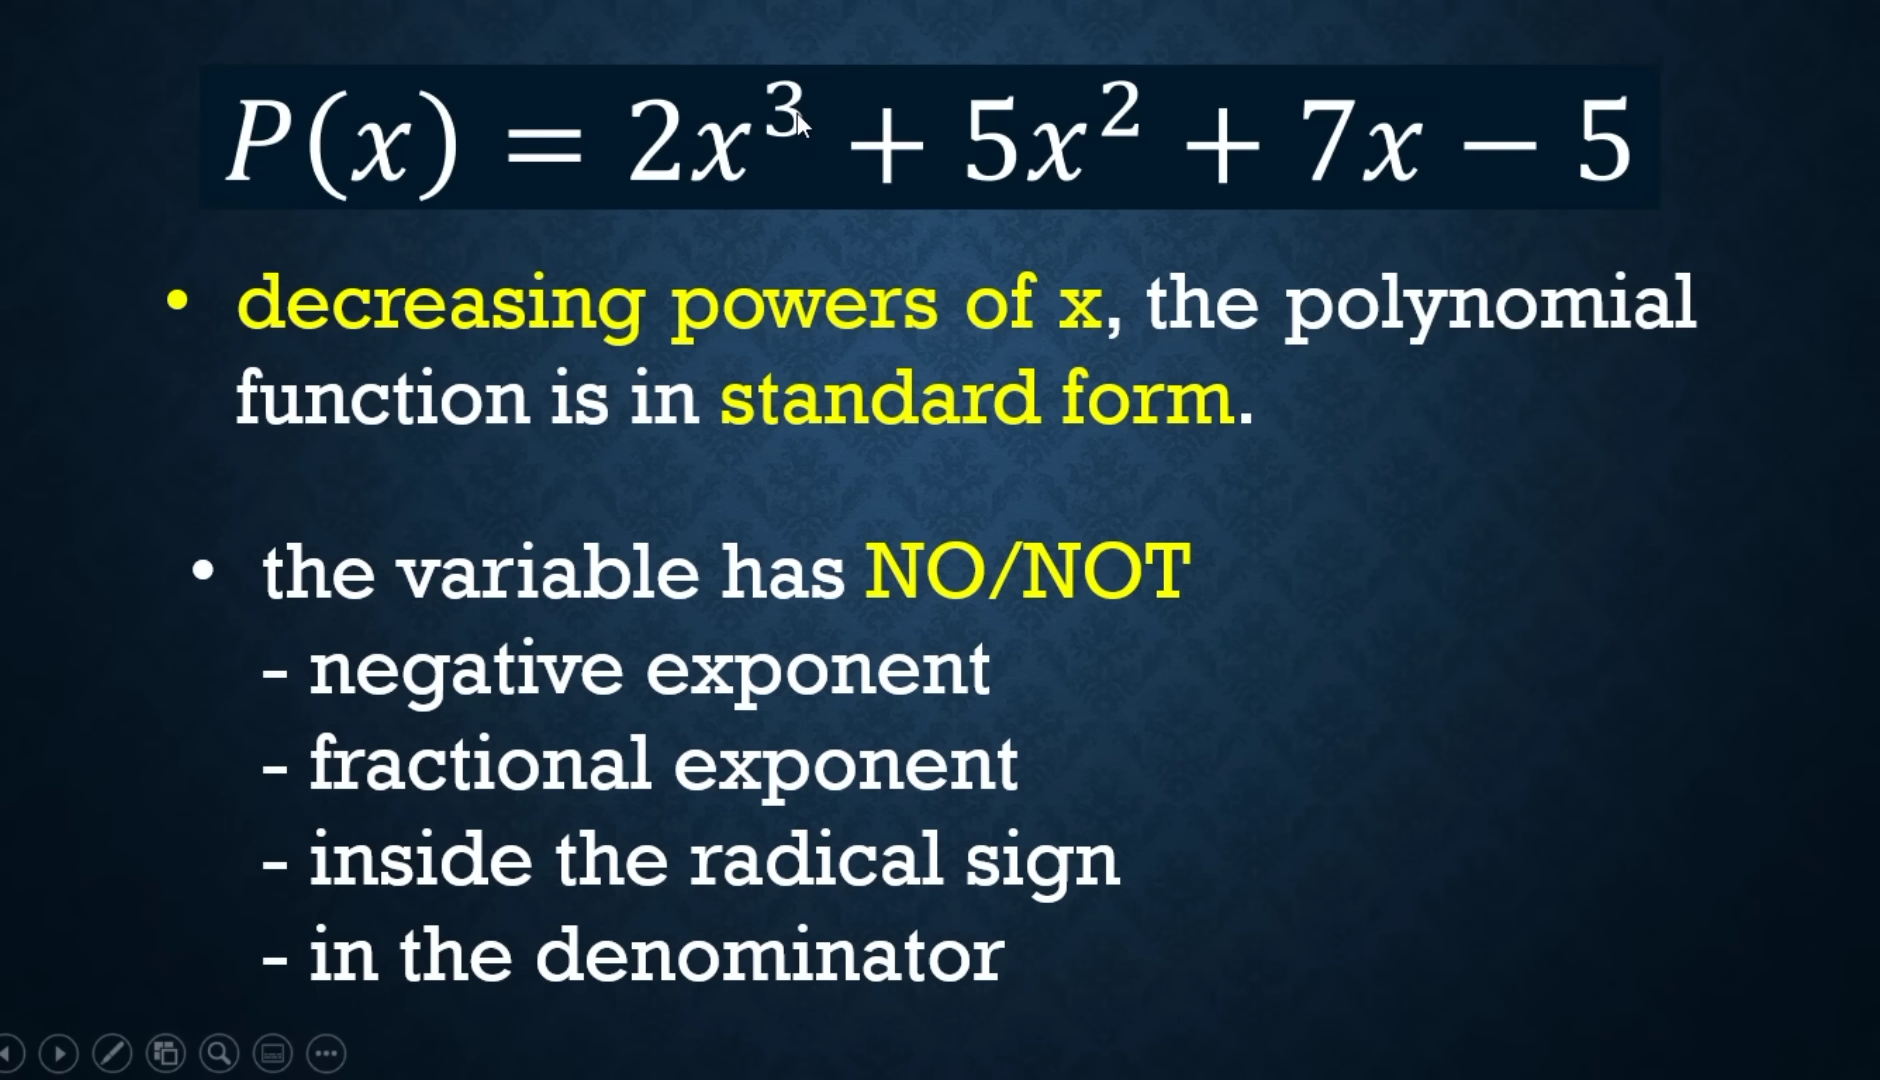 P(x) = 2x³ + 5x² + 7x − 5
• decreasing powers of x, the polynomial
function is in standard form.
• the variable has NO/NOT
- negative exponent
- fractional exponent
- inside the radical sign
- in the denominator